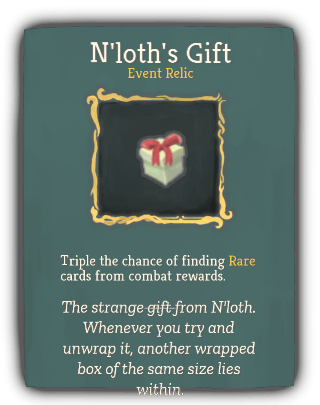 N'loth's Gift
Event Relic
Triple the chance of finding Rare
cards from combat rewards.
The strange gift from N'loth.
Whenever you try and
unwrap it, another wrapped
box of the same size lies
within.